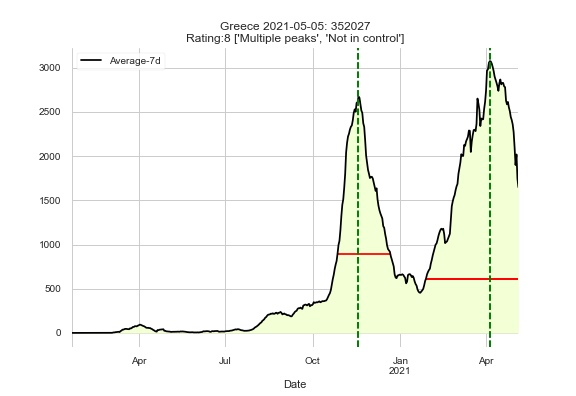 Greece 2021-05-05: 352027
Rating:8 ['Multiple peaks', 'Not in control']
Average-7d
3000
2500
2000
1500
1000
500
0
Apr
Jul
Oct
Jan
2021
Apr
Date